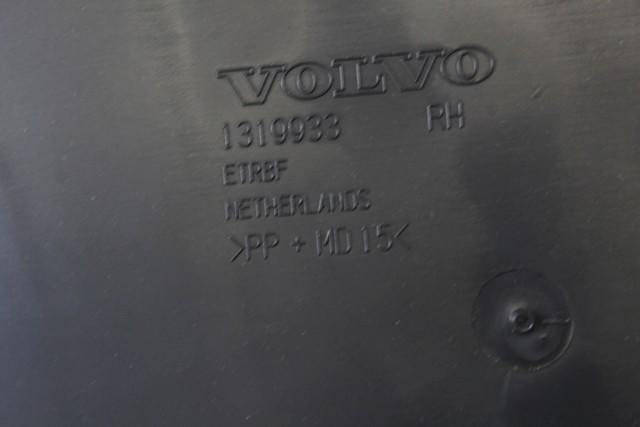 VOLVO
1319933 RH
ETRBF
NETHERLANDS
>PP + MD15<